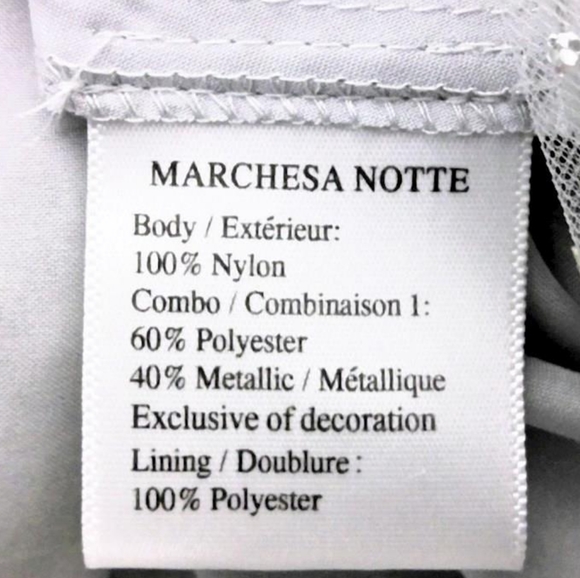 MARCHESA NOTTE
Body / Extérieur:
100% Nylon
Combo / Combinaison 1:
60% Polyester
40% Metallic / Métallique
Exclusive of decoration
Lining / Doublure :
100% Polyester